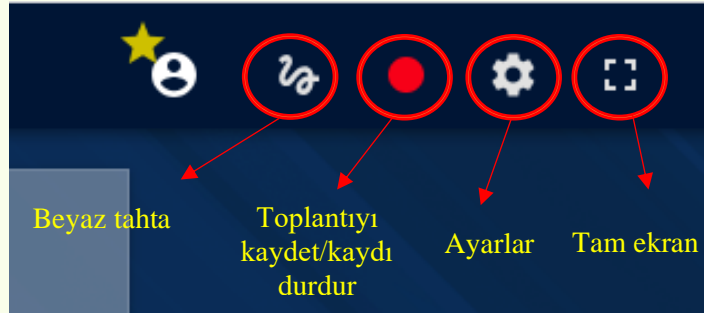 Beyaz tahta
Toplantıyı
kaydet/kaydı
durdur
Ayarlar
Tam ekran